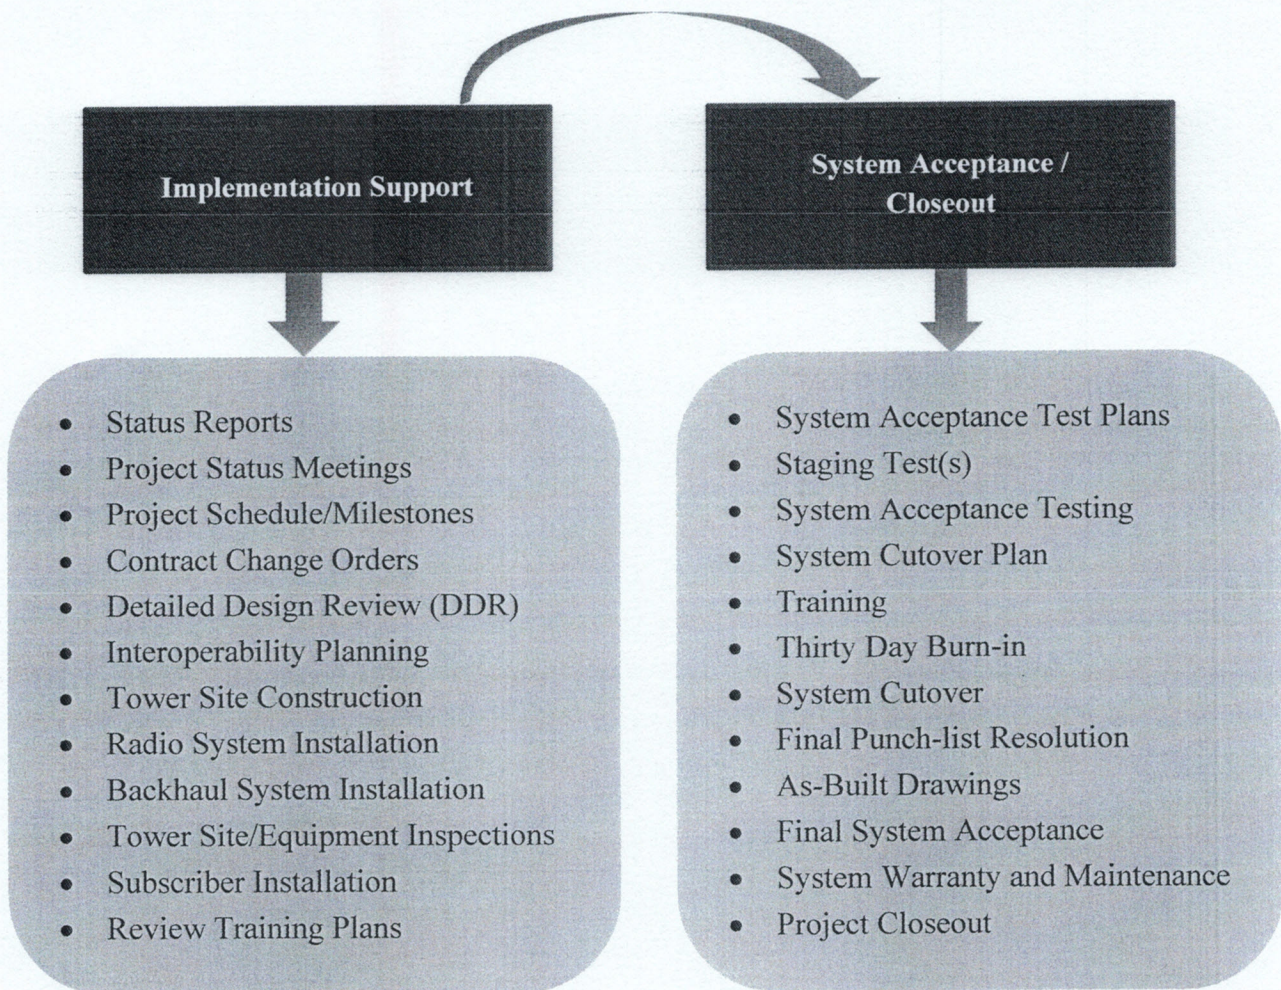 Implementation Support
System Acceptance /
Closeout
• Status Reports
• Project Status Meetings
• Project Schedule/Milestones
• Contract Change Orders
• Detailed Design Review (DDR)
• Interoperability Planning
• Tower Site Construction
• Radio System Installation
• Backhaul System Installation
• Tower Site/Equipment Inspections
• Subscriber Installation
• Review Training Plans
• System Acceptance Test Plans
• Staging Test(s)
• System Acceptance Testing
• System Cutover Plan
• Training
• Thirty Day Burn-in
• System Cutover
• Final Punch-list Resolution
• As-Built Drawings
• Final System Acceptance
• System Warranty and Maintenance
• Project Closeout